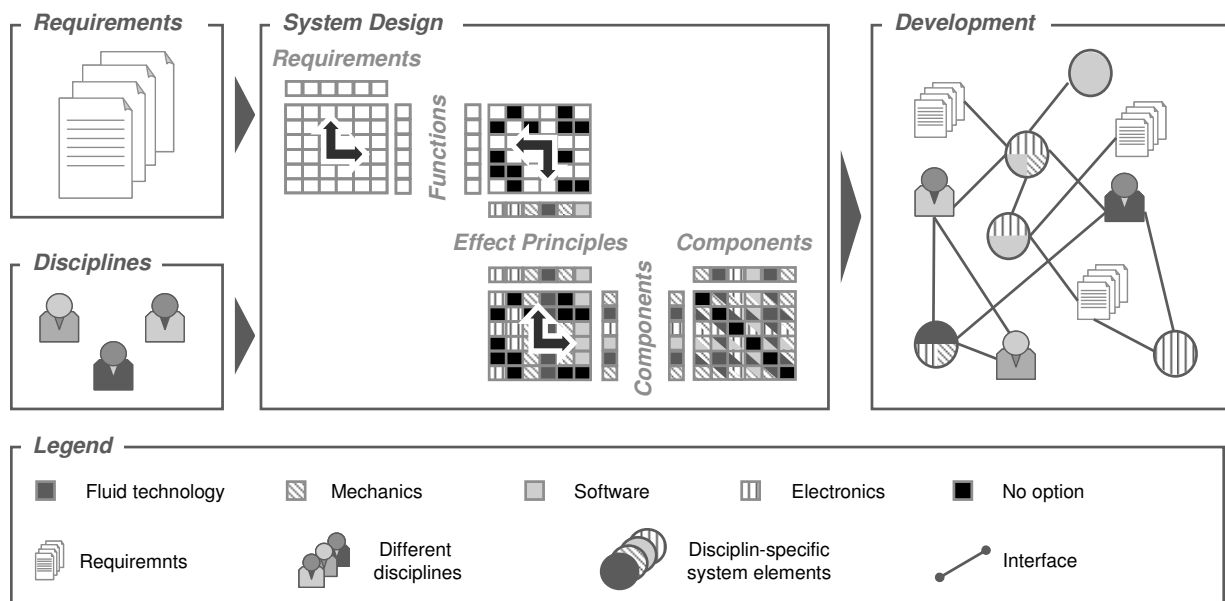 Requirements
System Design
Development
Requirements
Functions
Disciplines
Effect Principles
Components
Components
Legend
Fluid technology
Mechanics
Software
Electronics
No option
Requiremnts
Different
disciplines
Disciplin-specific
system elements
Interface